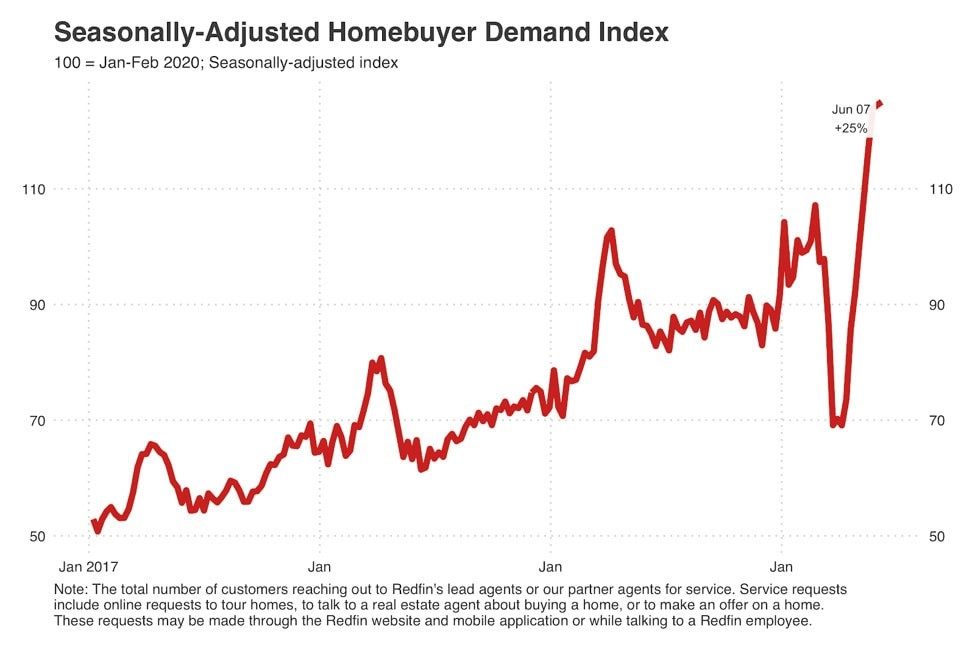 Seasonally-Adjusted Homebuyer Demand Index
100 = Jan-Feb 2020; Seasonally-adjusted index
Jun 07
+25%
110 110
90 90
70 70
50 50
Jan 2017 Jan Jan Jan
Note: The total number of customers reaching out to Redfin's lead agents or our partner agents for service. Service requests
include online requests to tour homes, to talk to a real estate agent about buying a home, or to make an offer on a home.
These requests may be made through the Redfin website and mobile application or while talking to a Redfin employee.